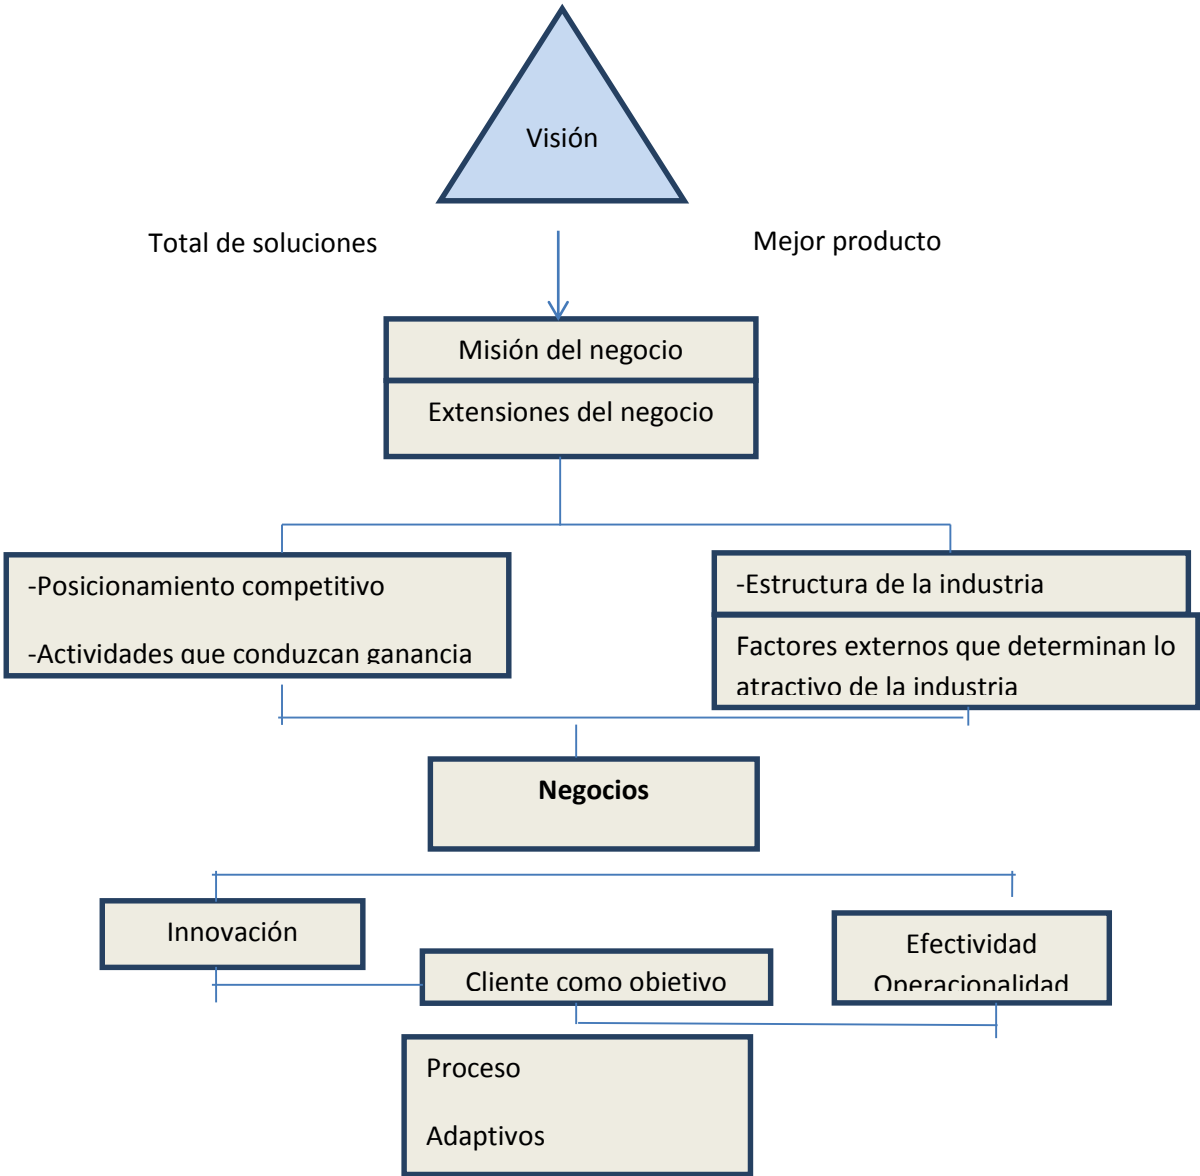 Visión
Total de soluciones
Mejor producto
Misión del negocio
Extensiones del negocio
-Posicionamiento competitivo
-Actividades que conduzcan ganancia
-Estructura de la industria
Factores externos que determinan lo
atractivo de la industria
Negocios
Innovación
Efectividad
Operacionalidad
Cliente como objetivo
Proceso
Adaptivos